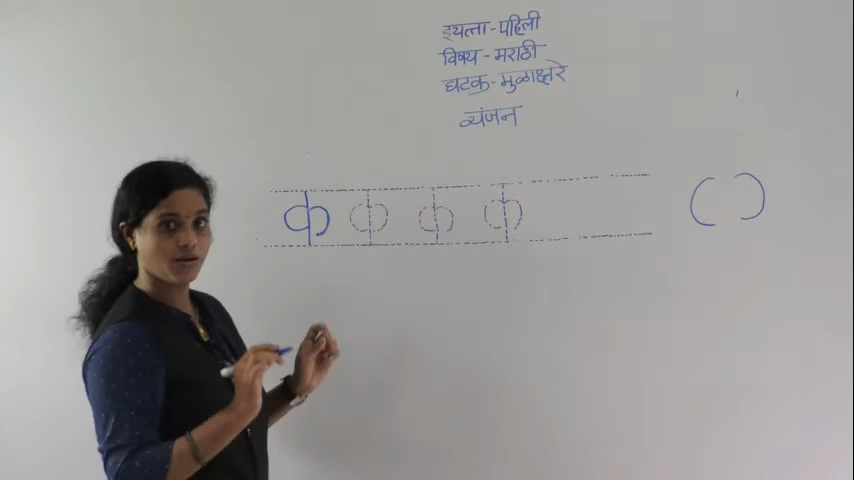 इयत्ता - पहिली
विषय - मराठी
घटक - मुळाक्षरे
व्यंजन
क क क क ( )